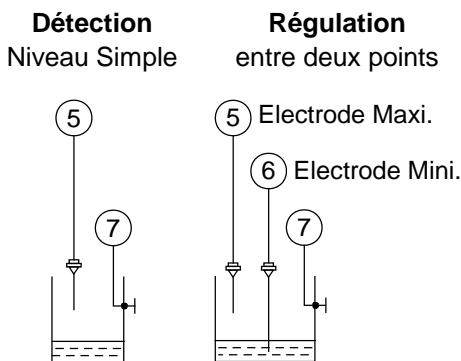 Détection
Niveau Simple
5
7
Régulation
entre deux points
5 Electrode Maxi.
6 Electrode Mini.
7